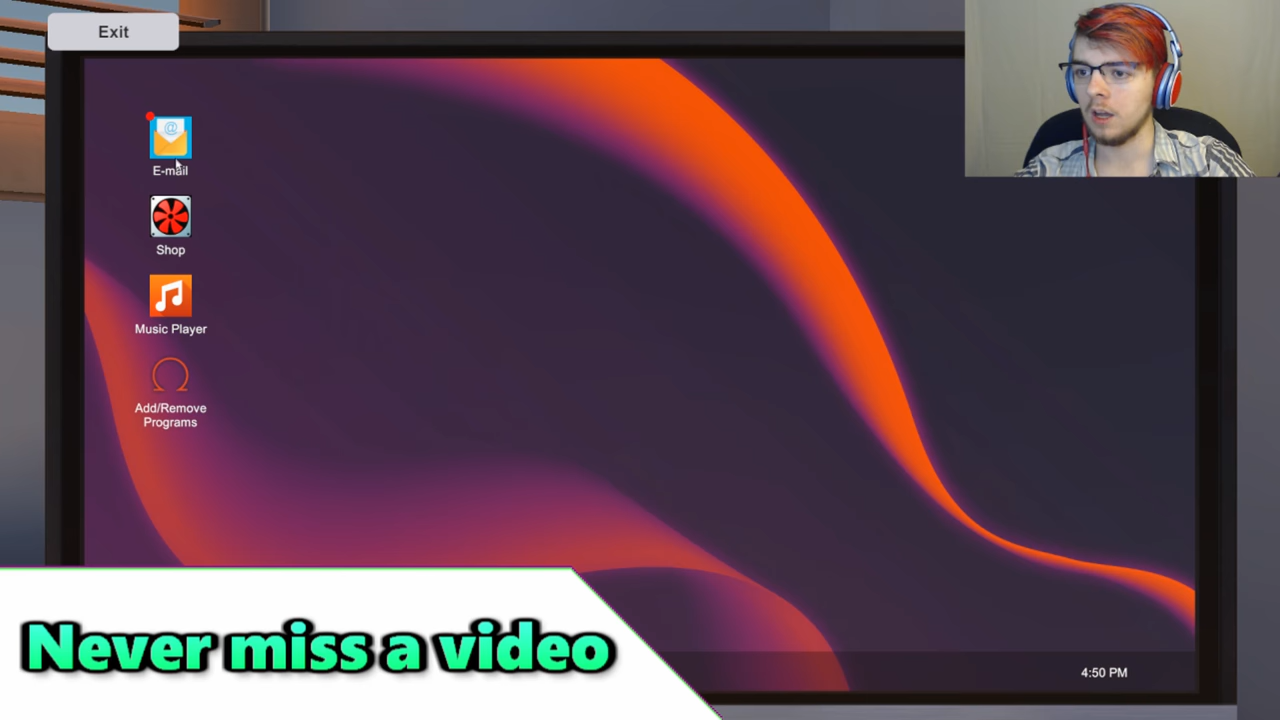 Exit
E-mail
Shop
Music Player
Add/Remove
Programs
Never miss a video
4:50 PM